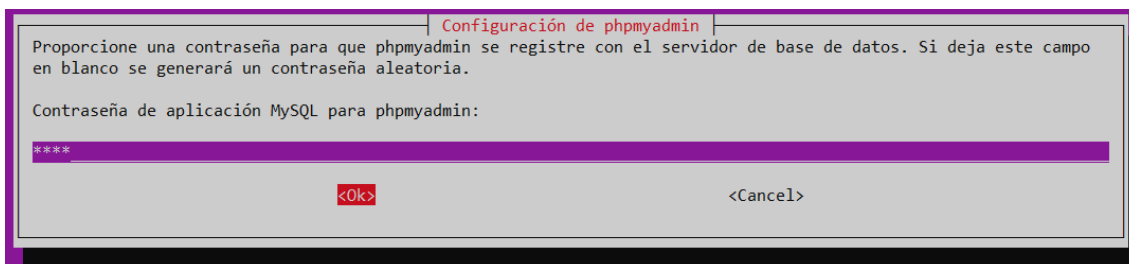 Configuración de phpmyadmin
Proporcione una contraseña para que phpmyadmin se registre con el servidor de base de datos. Si deja este campo
en blanco se generará un contraseña aleatoria.
Contraseña de aplicación MySQL para phpmyadmin:
****
<Ok> <Cancel>